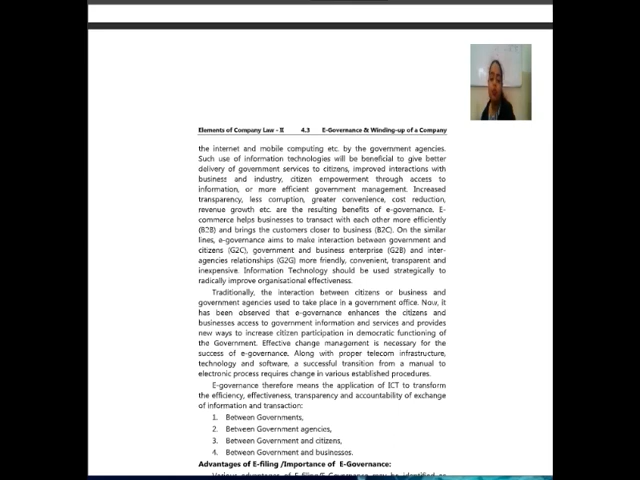 Elements of Company Law - II 4.3 E-Governance & Winding-up of a Company
the internet and mobile computing etc. by the government agencies.
Such use of information technologies will be beneficial to give better
delivery of government services to citizens, improved interactions with
business and industry, citizen empowerment through access to
information, or more efficient government management. Increased
transparency, less corruption, greater convenience, cost reduction,
revenue growth etc. are the resulting benefits of e-governance. E-
commerce helps businesses to transact with each other more efficiently
(B2B) and brings the customers closer to business (B2C). On the similar
lines, e-governance aims to make interaction between government and
citizens (G2C), government and business enterprise (G2B) and inter-
agencies relationships (G2G) more friendly, convenient, transparent and
inexpensive. Information Technology should be used strategically to
radically improve organisational effectiveness.
Traditionally, the interaction between citizens or business and
government agencies used to take place in a government office. Now, it
has been observed that e-governance enhances the citizens and
businesses access to government information and services and provides
new ways to increase citizen participation in democratic functioning of
the Government. Effective change management is necessary for the
success of e-governance. Along with proper telecom infrastructure,
technology and software, a successful transition from a manual to
electronic process requires change in various established procedures.
E-governance therefore means the application of ICT to transform
the efficiency, effectiveness, transparency and accountability of exchange
of information and transaction:
1. Between Governments,
2. Between Government agencies,
3. Between Government and citizens,
4. Between Government and businesses.
Advantages of E-filing /Importance of E-Governance: